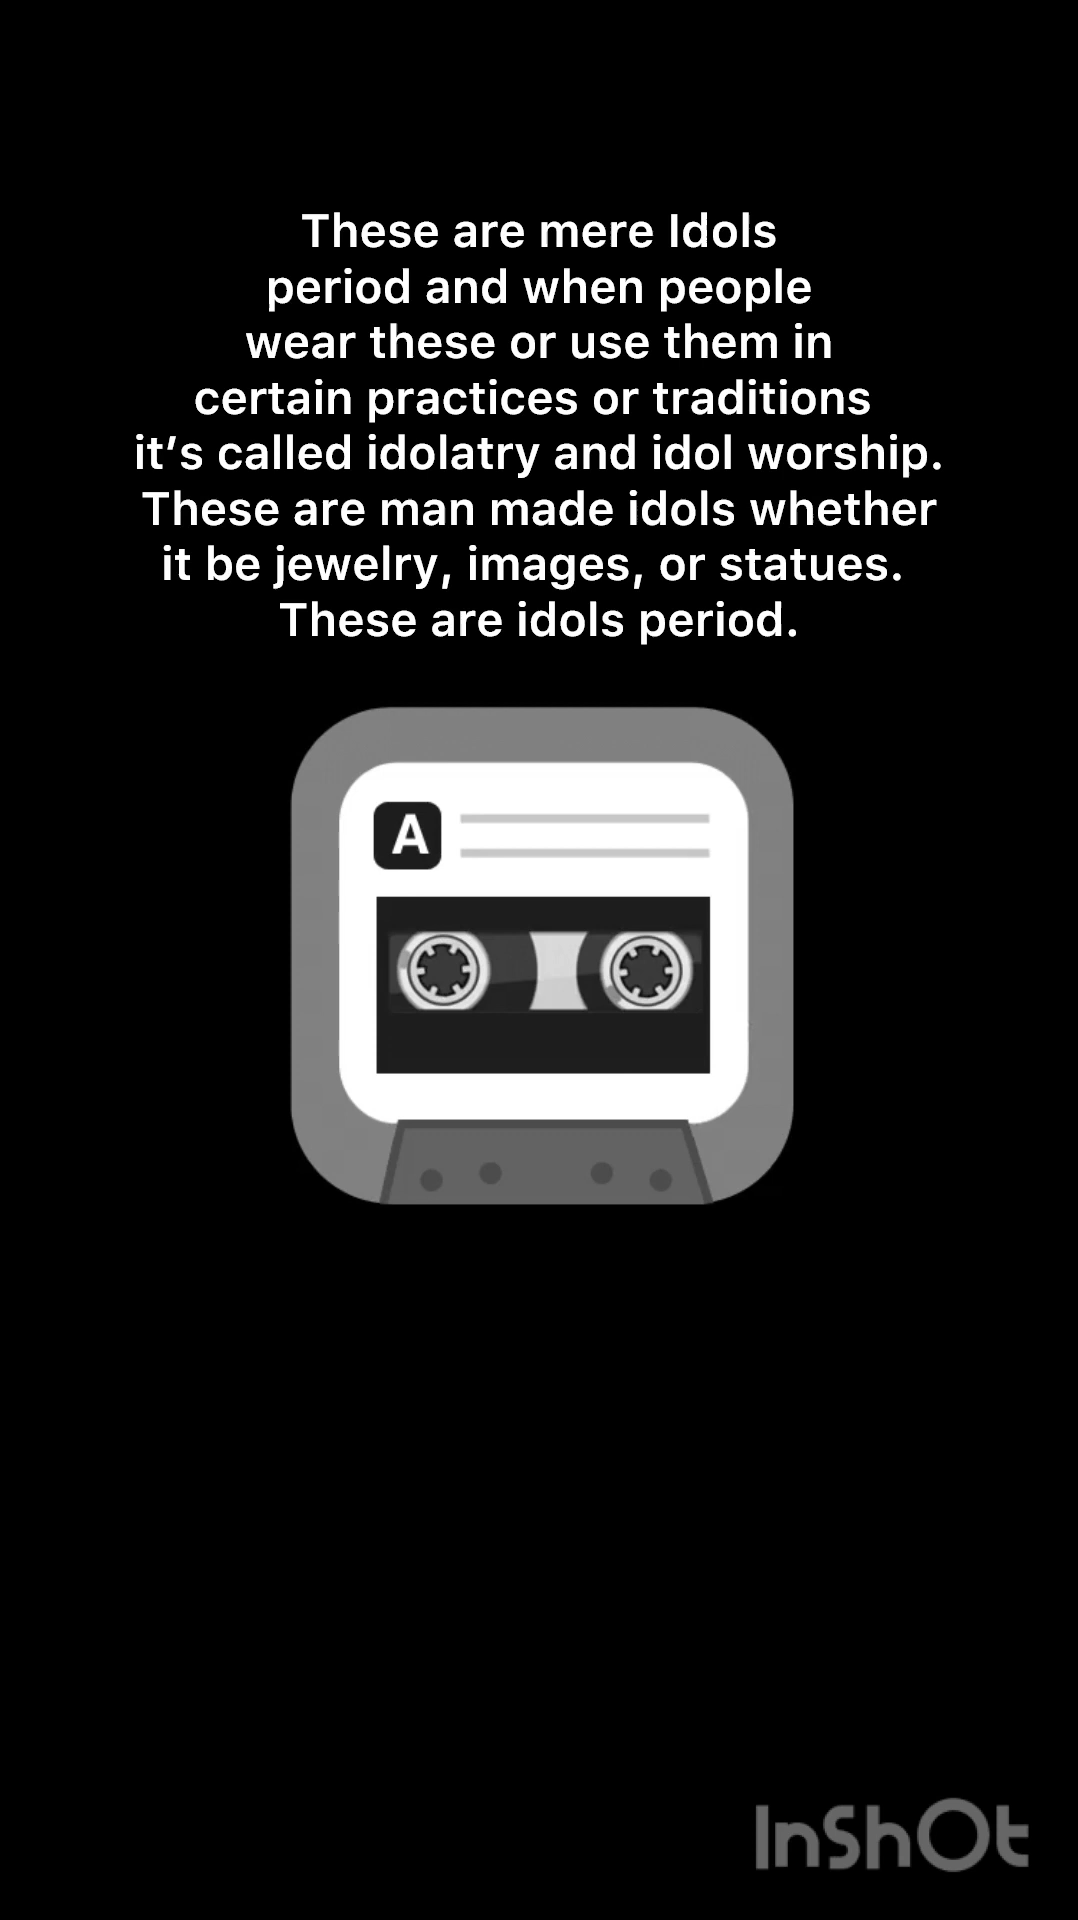 These are mere Idols
period and when people
wear these or use them in
certain practices or traditions
it’s called idolatry and idol worship.
These are man made idols whether
it be jewelry, images, or statues.
These are idols period.
A
InShOt